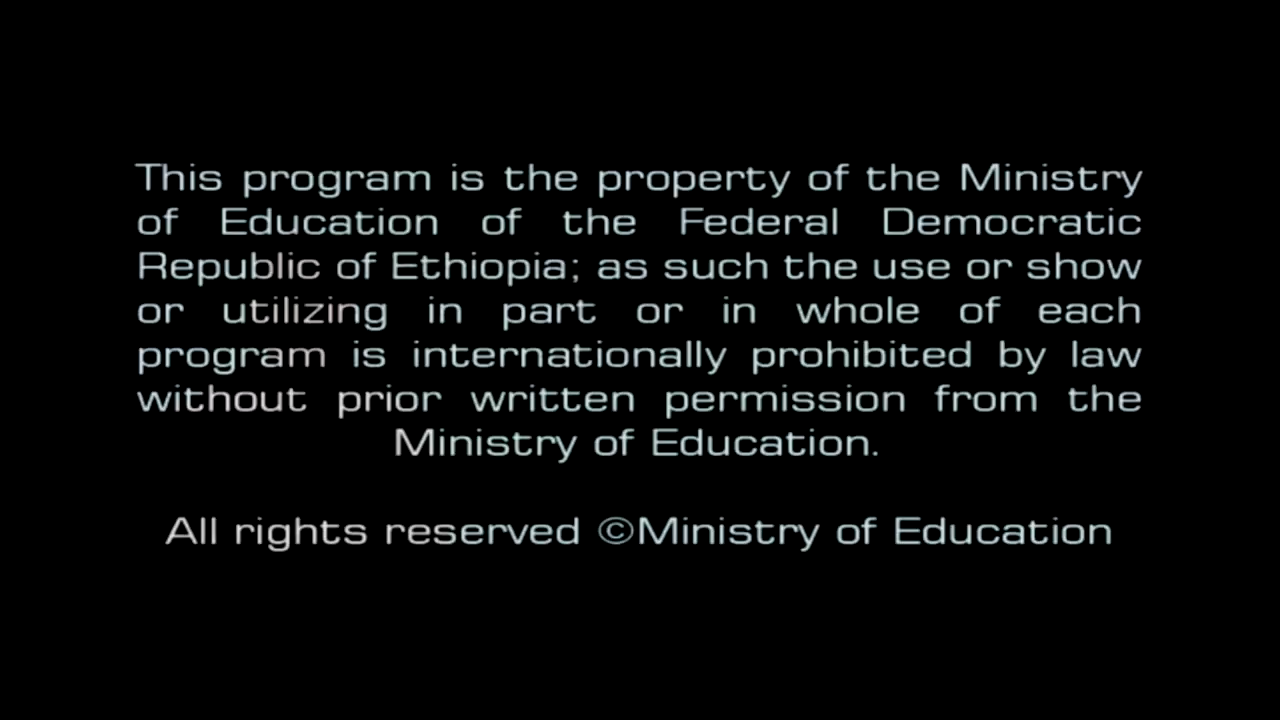 This program is the property of the Ministry
of Education of the Federal Democratic
Republic of Ethiopia; as such the use or show
or utilizing in part or in whole of each
program is internationally prohibited by law
without prior written permission from the
Ministry of Education.
All rights reserved ©Ministry of Education